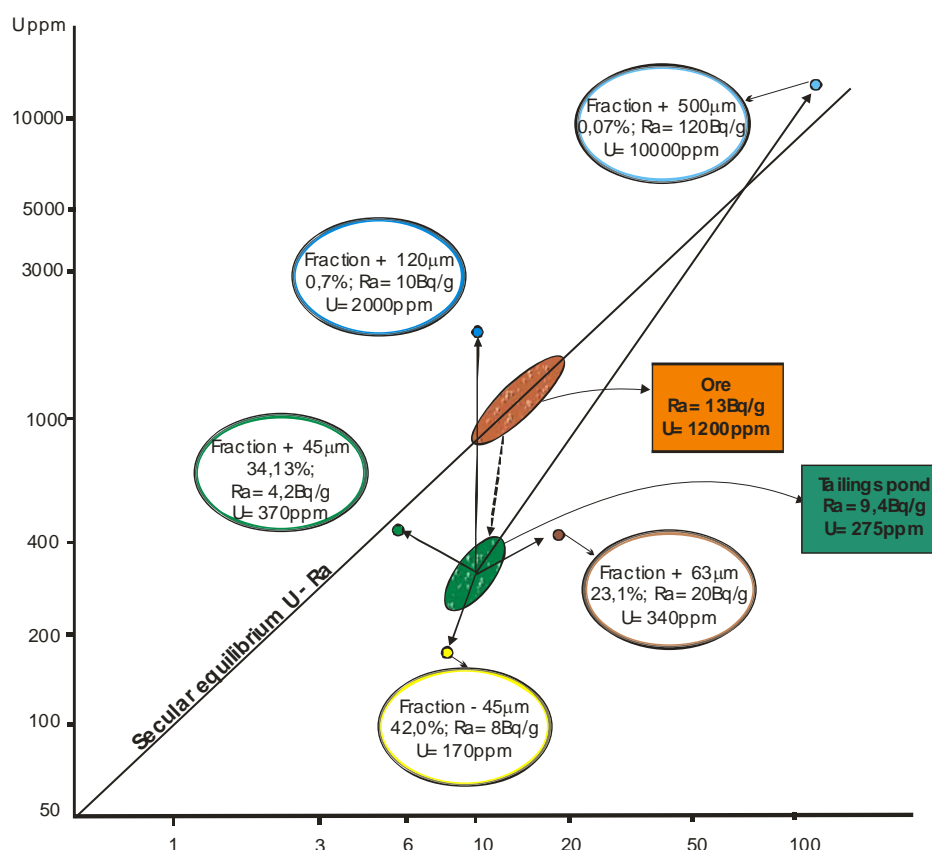 Uppm
10000
5000
3000
1000
400
200
100
50
Fraction + 500µm
0,07%; Ra= 120Bq/g
U= 10000ppm
Fraction + 120µm
0,7%; Ra= 10Bq/g
U= 2000ppm
Ore
Ra= 13Bq/g
U= 1200ppm
Fraction + 45µm
34,13%;
Ra= 4,2Bq/g
U= 370ppm
Tailings pond
Ra= 9,4Bq/g
U= 275ppm
Fraction + 63µm
23,1%; Ra= 20Bq/g
U= 340ppm
Secular equilibrium U - Ra
Fraction - 45µm
42,0%; Ra= 8Bq/g
U= 170ppm
1
3
6
10
20
50
100